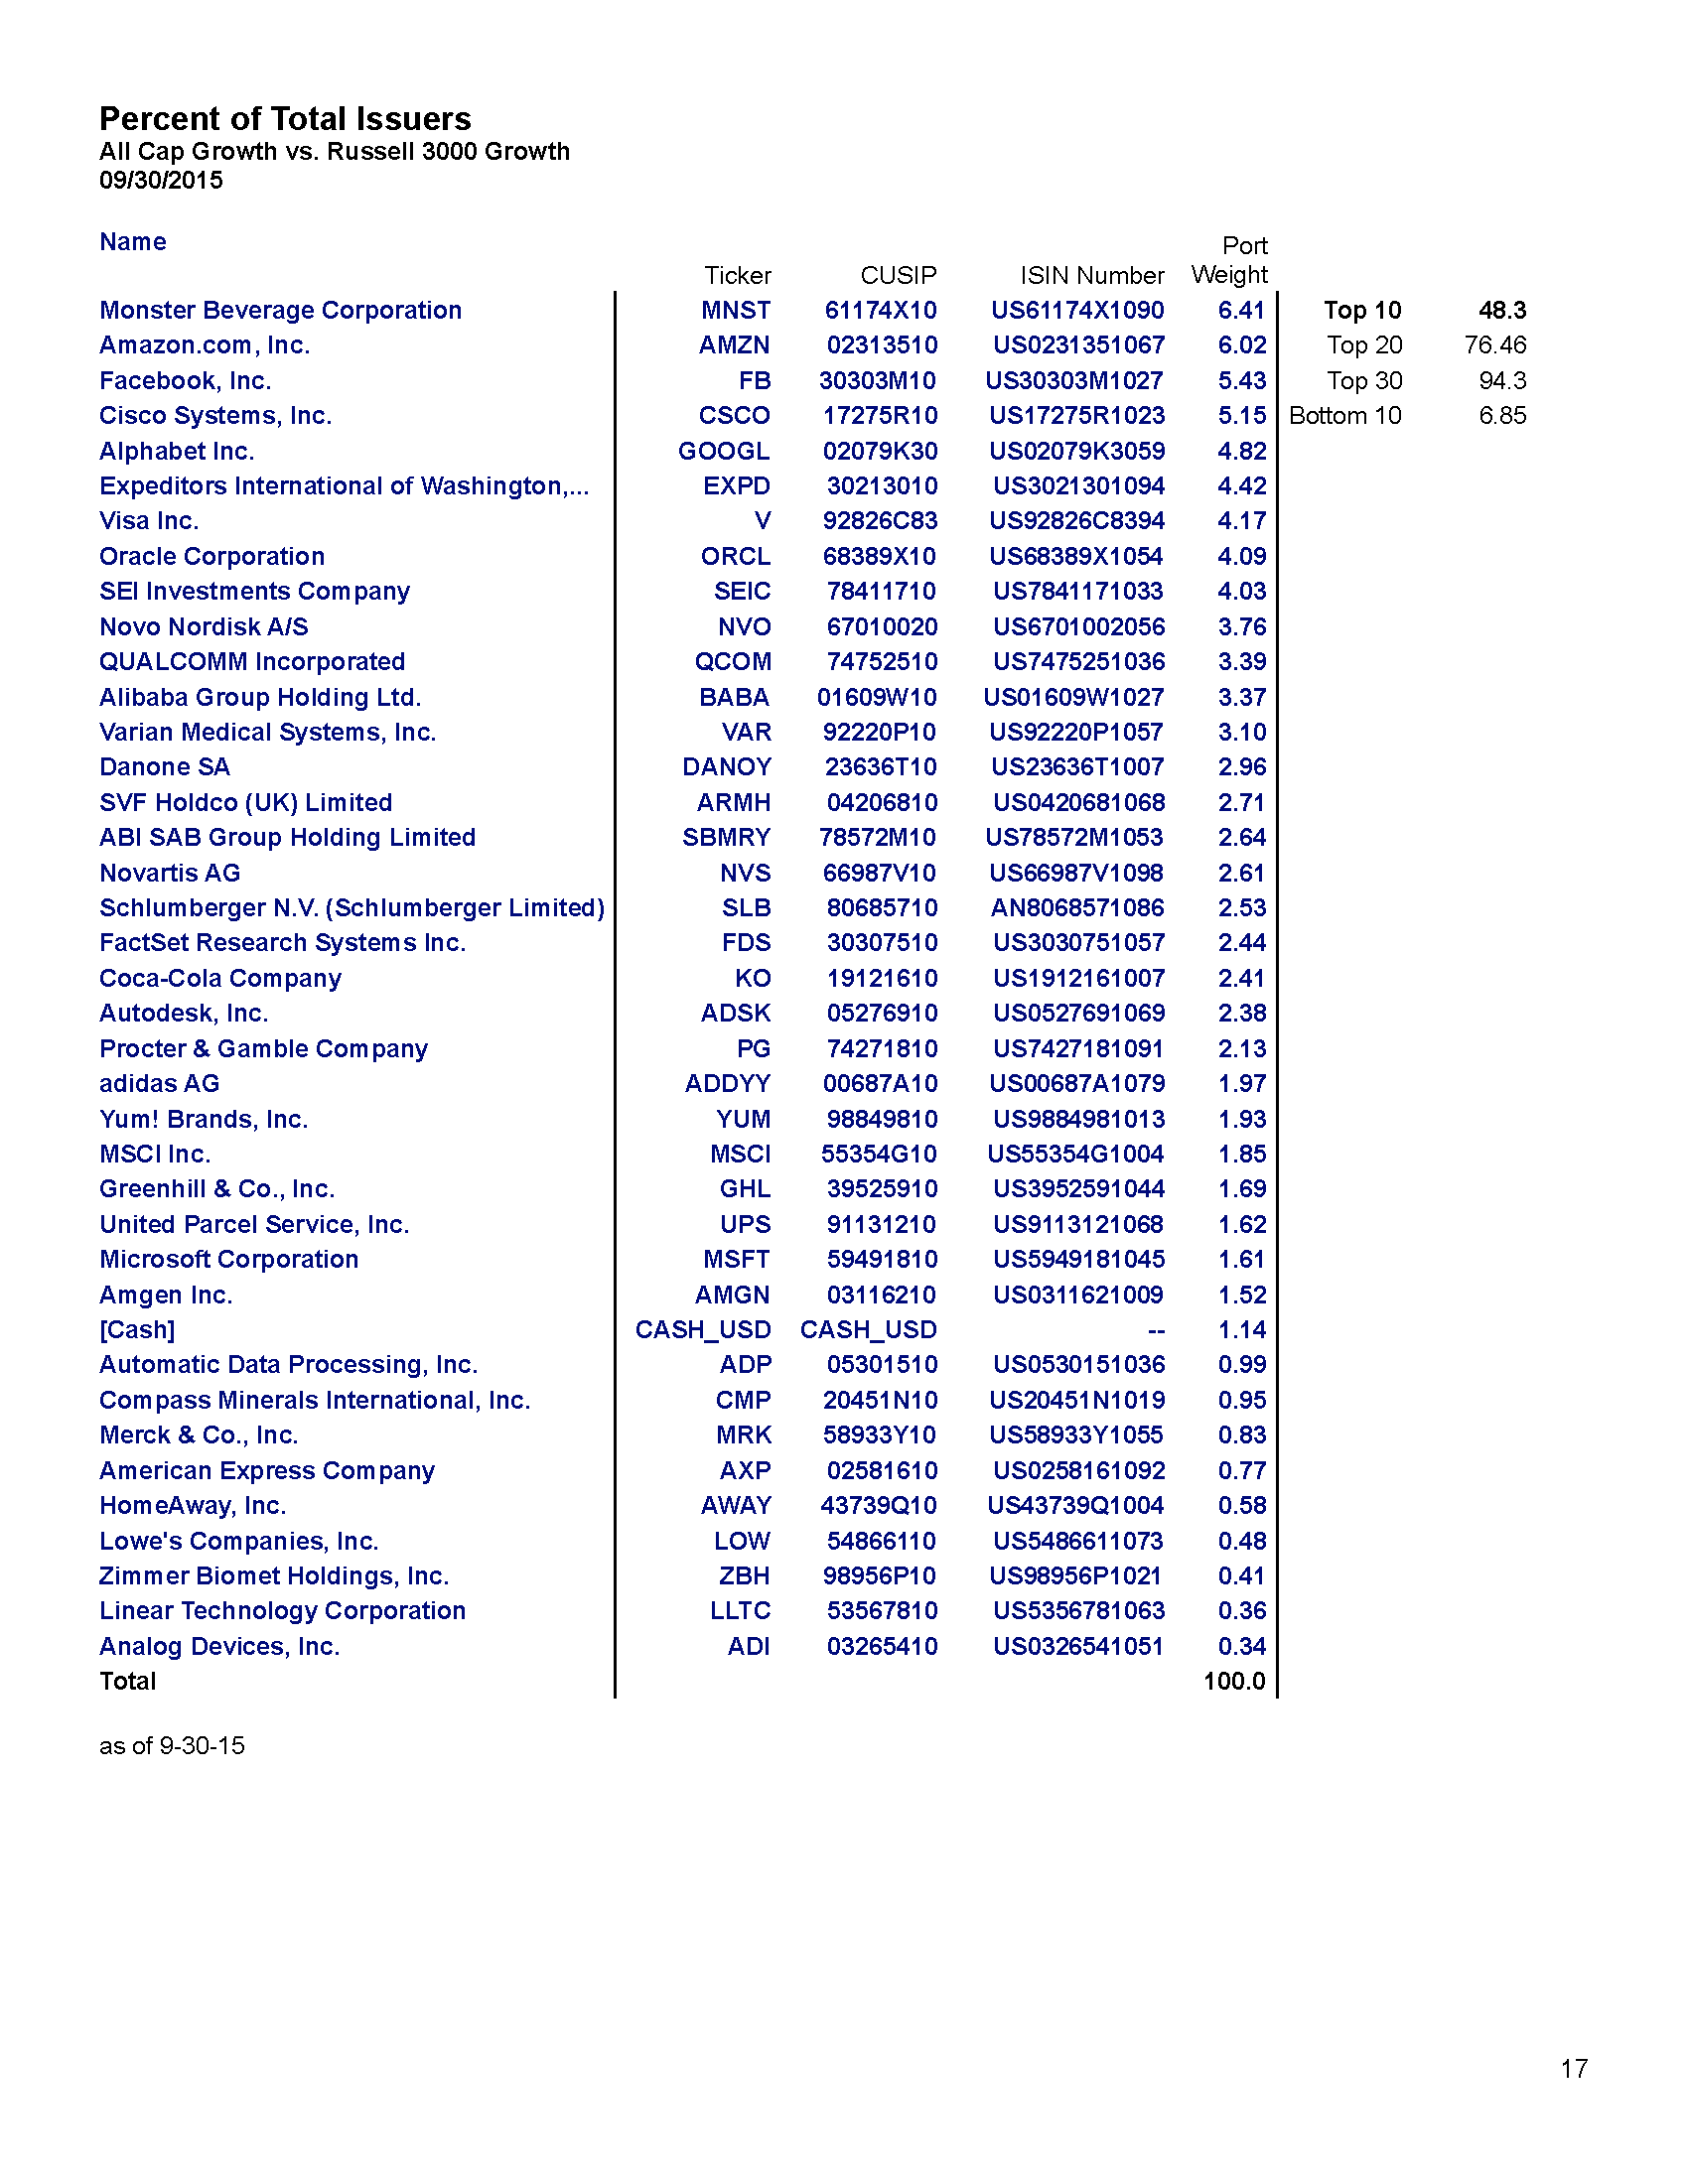 Percent of Total Issuers
All Cap Growth vs. Russell 3000 Growth
09/30/2015
Name Ticker CUSIP ISIN Number Port Weight
Monster Beverage Corporation MNST 61174X10 US61174X1090 6.41 Top 10 48.3
Amazon.com, Inc. AMZN 02313510 US0231351067 6.02 Top 20 76.46
Facebook, Inc. FB 30303M10 US30303M1027 5.43 Top 30 94.3
Cisco Systems, Inc. CSCO 17275R10 US17275R1023 5.15 Bottom 10 6.85
Alphabet Inc. GOOGL 02079K30 US02079K3059 4.82
Expeditors International of Washington,... EXPD 30213010 US3021301094 4.42
Visa Inc. V 92826C83 US92826C8394 4.17
Oracle Corporation ORCL 68389X10 US68389X1054 4.09
SEI Investments Company SEIC 78411710 US7841171033 4.03
Novo Nordisk A/S NVO 67010020 US6701002056 3.76
QUALCOMM Incorporated QCOM 74752510 US7475251036 3.39
Alibaba Group Holding Ltd. BABA 01609W10 US01609W1027 3.37
Varian Medical Systems, Inc. VAR 92220P10 US92220P1057 3.10
Danone SA DANOY 23636T10 US23636T1007 2.96
SVF Holdco (UK) Limited ARMH 04206810 US0420681068 2.71
ABI SAB Group Holding Limited SBMRY 78572M10 US78572M1053 2.64
Novartis AG NVS 66987V10 US66987V1098 2.61
Schlumberger N.V. (Schlumberger Limited) SLB 80685710 AN8068571086 2.53
FactSet Research Systems Inc. FDS 30307510 US3030751057 2.44
Coca-Cola Company KO 19121610 US1912161007 2.41
Autodesk, Inc. ADSK 05276910 US0527691069 2.38
Procter & Gamble Company PG 74271810 US7427181091 2.13
adidas AG ADDYY 00687A10 US00687A1079 1.97
Yum! Brands, Inc. YUM 98849810 US9884981013 1.93
MSCI Inc. MSCI 55354G10 US55354G1004 1.85
Greenhill & Co., Inc. GHL 39525910 US3952591044 1.69
United Parcel Service, Inc. UPS 91131210 US9113121068 1.62
Microsoft Corporation MSFT 59491810 US5949181045 1.61
Amgen Inc. AMGN 03116210 US0311621009 1.52
[Cash] CASH_USD CASH_USD -- 1.14
Automatic Data Processing, Inc. ADP 05301510 US0530151036 0.99
Compass Minerals International, Inc. CMP 20451N10 US20451N1019 0.95
Merck & Co., Inc. MRK 58933Y10 US58933Y1055 0.83
American Express Company AXP 02581610 US0258161092 0.77
HomeAway, Inc. AWAY 43739Q10 US43739Q1004 0.58
Lowe's Companies, Inc. LOW 54866110 US5486611073 0.48
Zimmer Biomet Holdings, Inc. ZBH 98956P10 US98956P1021 0.41
Linear Technology Corporation LLTC 53567810 US5356781063 0.36
Analog Devices, Inc. ADI 03265410 US0326541051 0.34
Total 100.0
as of 9-30-15
17